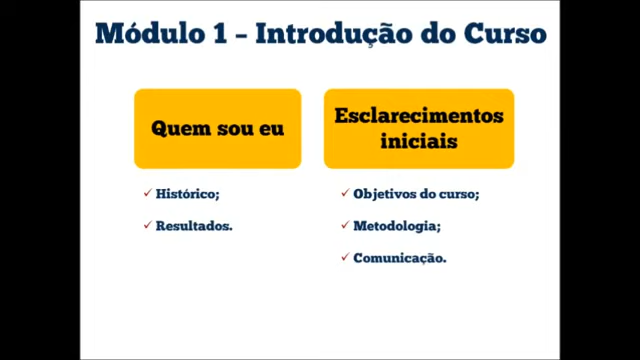 Módulo 1 – Introdução do Curso
Quem sou eu
Histórico;
Resultados.
Esclarecimentos
iniciais
Objetivos do curso;
Metodologia;
Comunicação.